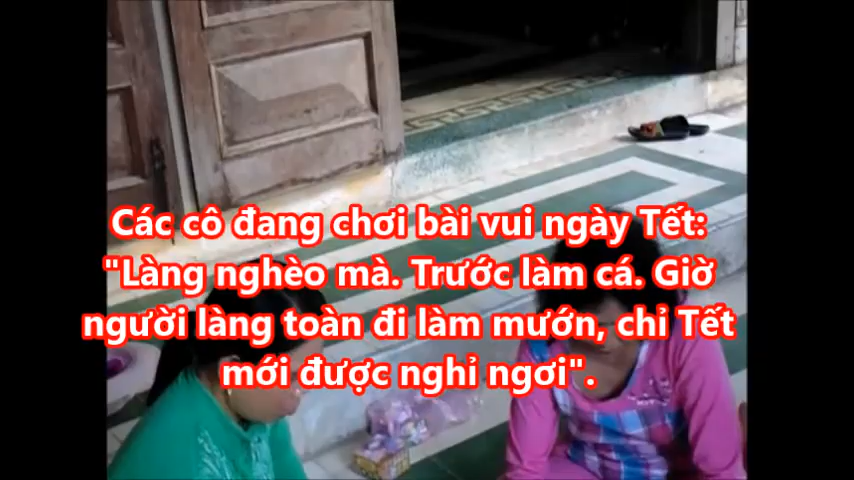 Các cô đang chơi bài vui ngày Tết:
"Làng nghèo mà. Trước làm cá. Giờ
người làng toàn đi làm mướn, chỉ Tết
mới được nghỉ ngơi".